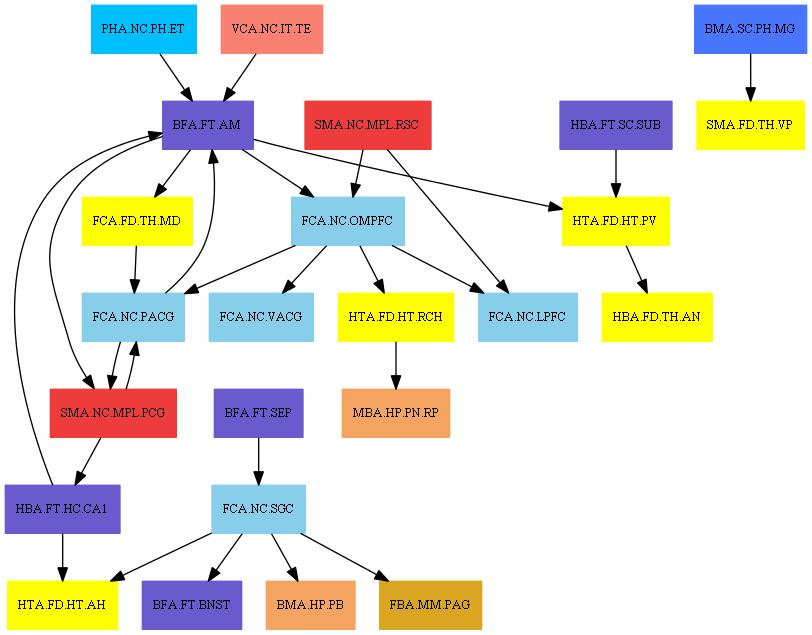 PHA.NC.PH.ET
VCA.NC.IT.TE
BMA.SC.PH.MG
BFA.FT.AM
SMA.NC.MPL.RSC
HBA.FT.SC.SUB
SMA.FD.TH.VP
FCA.FD.TH.MD
FCA.NC.OMPFC
HTA.FD.HT.PV
FCA.NC.PACG
FCA.NC.VACG
HTA.FD.HT.RCH
FCA.NC.LPFC
HBA.FD.TH.AN
SMA.NC.MPL.PCG
BFA.FT.SEP
MBA.HP.PN.RP
HBA.FT.HC.CA1
FCA.NC.SGC
HTA.FD.HT.AH
BFA.FT.BNST
BMA.HP.PB
FBA.MM.PAG